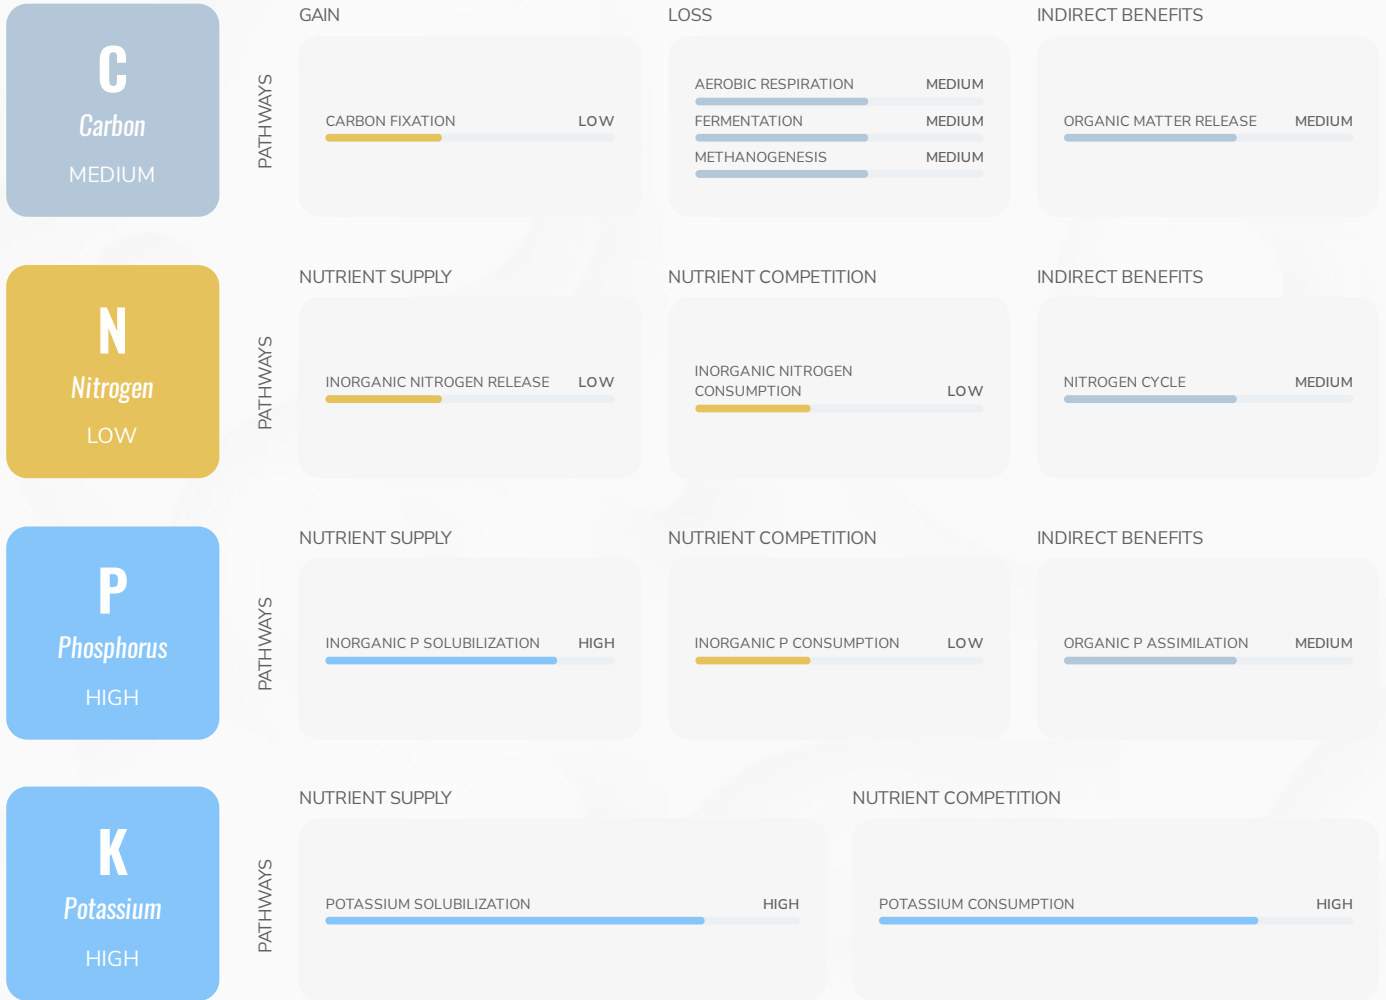 C
Carbon
MEDIUM
PATHWAYS
GAIN
CARBON FIXATION LOW
LOSS
AEROBIC RESPIRATION MEDIUM
FERMENTATION MEDIUM
METHANOGENESIS MEDIUM
INDIRECT BENEFITS
ORGANIC MATTER RELEASE MEDIUM
N
Nitrogen
LOW
PATHWAYS
NUTRIENT SUPPLY
INORGANIC NITROGEN RELEASE LOW
NUTRIENT COMPETITION
INORGANIC NITROGEN
CONSUMPTION LOW
INDIRECT BENEFITS
NITROGEN CYCLE MEDIUM
P
Phosphorus
HIGH
PATHWAYS
NUTRIENT SUPPLY
INORGANIC P SOLUBILIZATION HIGH
NUTRIENT COMPETITION
INORGANIC P CONSUMPTION LOW
INDIRECT BENEFITS
ORGANIC P ASSIMILATION MEDIUM
K
Potassium
HIGH
PATHWAYS
NUTRIENT SUPPLY
POTASSIUM SOLUBILIZATION HIGH
NUTRIENT COMPETITION
POTASSIUM CONSUMPTION HIGH